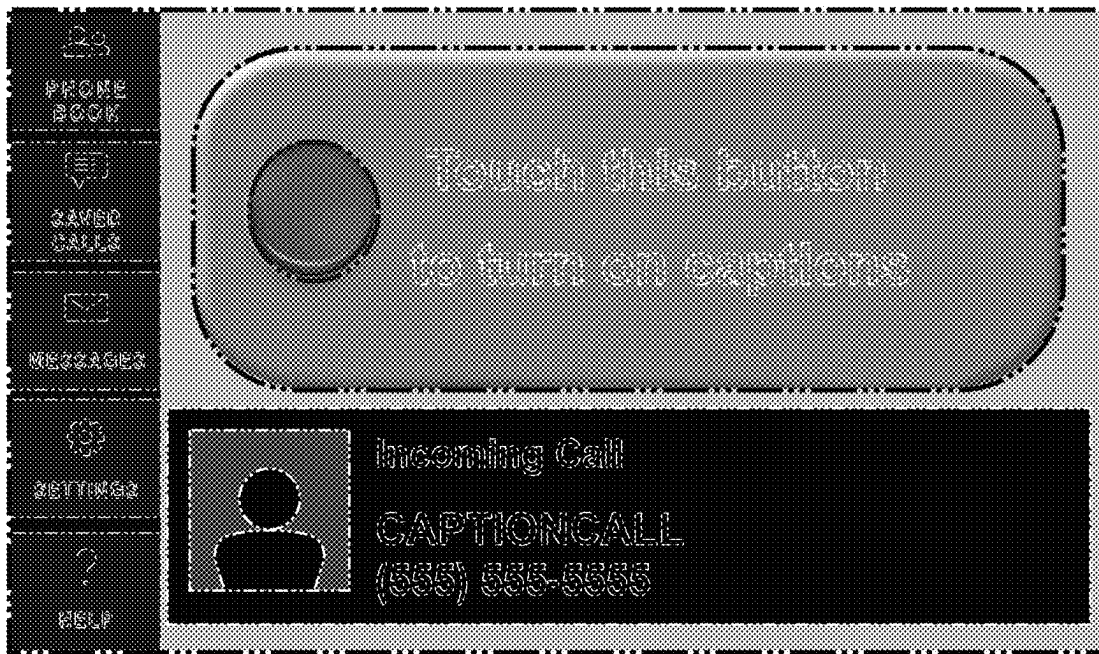 PHONE
BOOK
SAVED
CALLS
MESSAGES
SETTINGS
HELP
Touch this button
to turn on captions
Incoming Call
CAPTIONCALL
(555) 555-5555